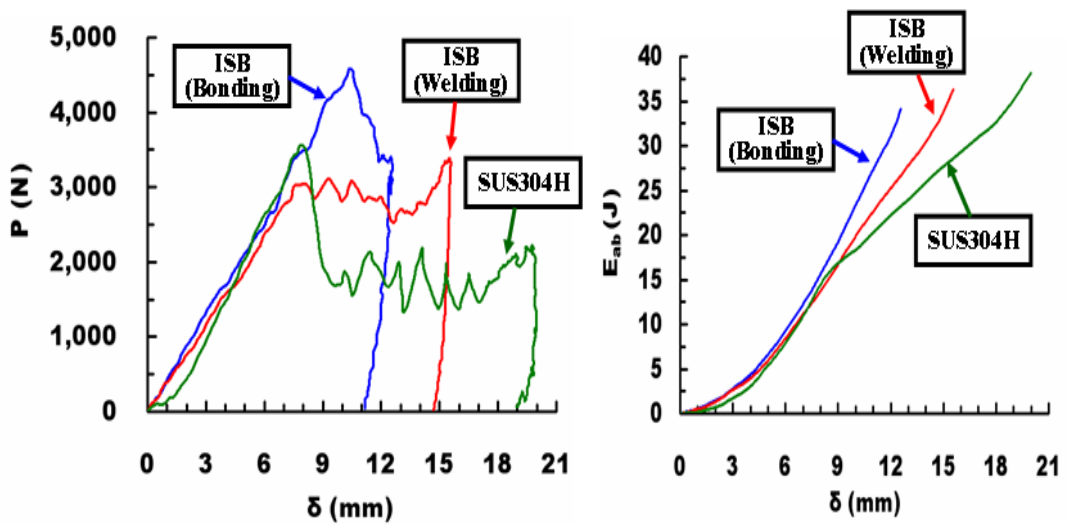 5,000
4,000
3,000
2,000
1,000
0
P (N)
0 3 6 9 12 15 18 21
δ (mm)
ISB
(Bonding)
ISB
(Welding)
SUS304H
40
35
30
25
20
15
10
5
0
Eab (J)
0 3 6 9 12 15 18 21
δ (mm)
ISB
(Welding)
ISB
(Bonding)
SUS304H